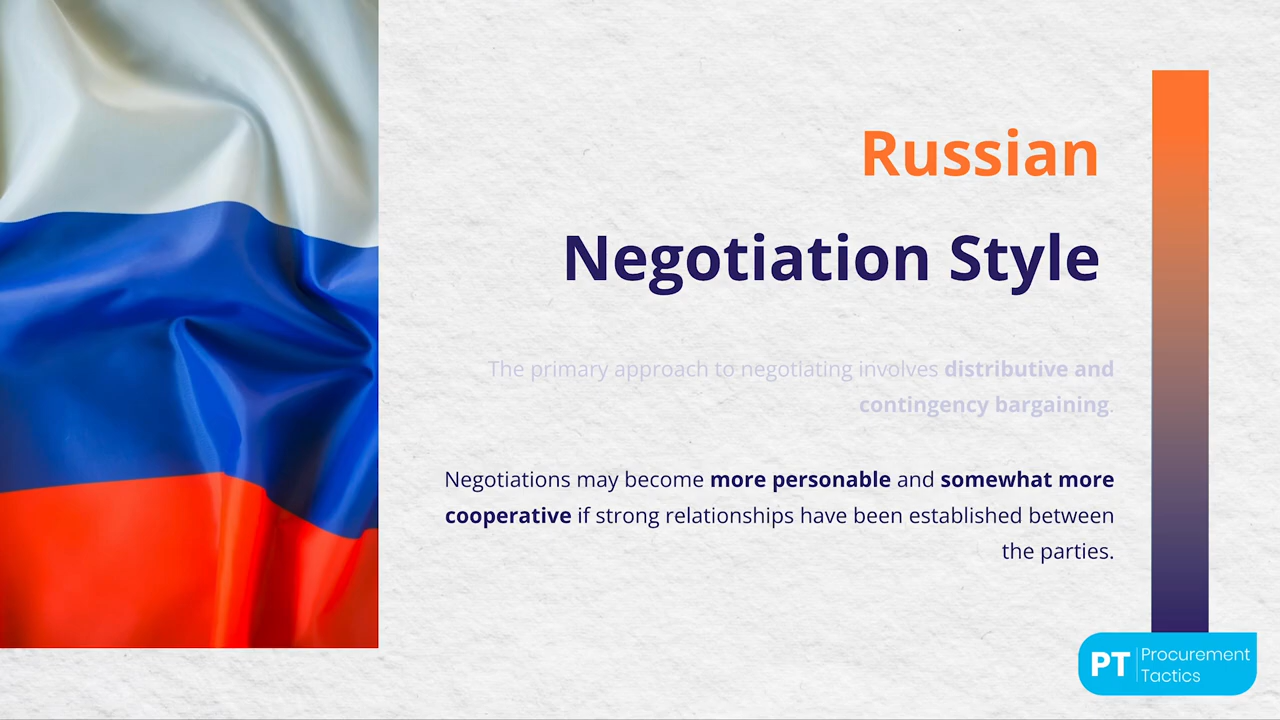 Russian
Negotiation Style
The primary approach to negotiating involves distributive and
contingency bargaining.
Negotiations may become more personable and somewhat more
cooperative if strong relationships have been established between
the parties.
PT
Procurement
Tactics